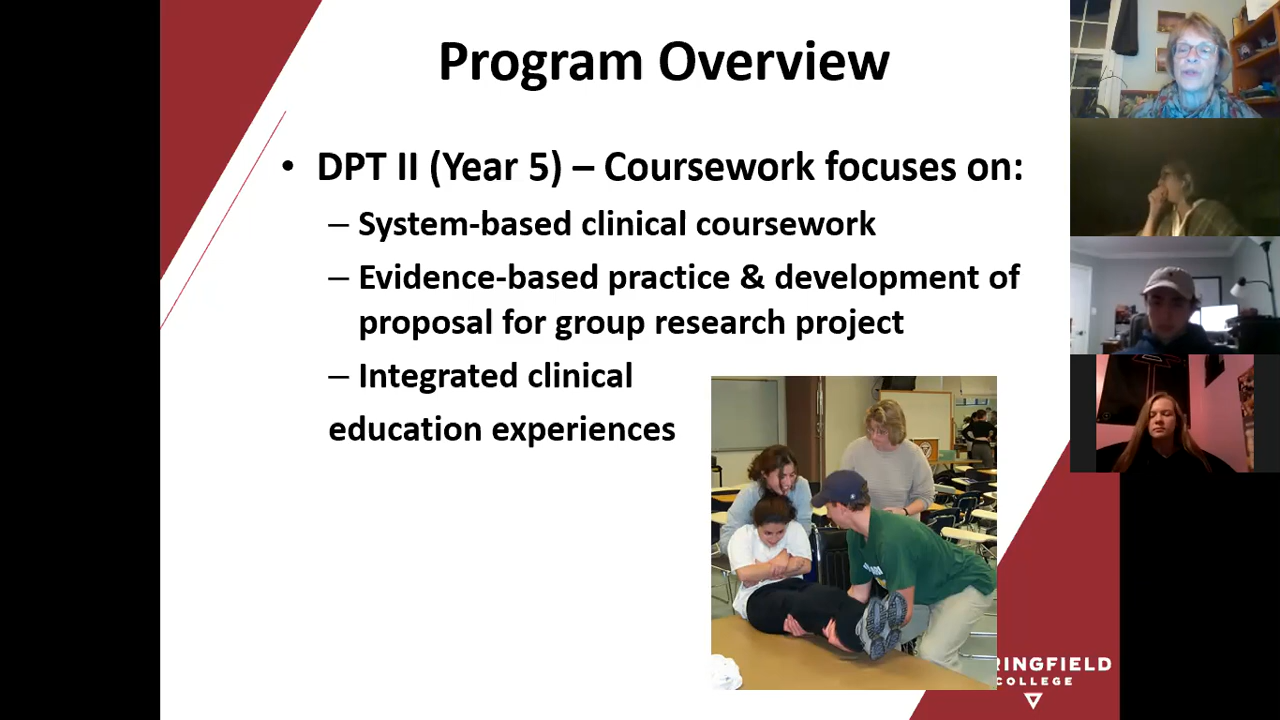 Program Overview
• DPT II (Year 5) – Coursework focuses on:
– System-based clinical coursework
– Evidence-based practice & development of
proposal for group research project
– Integrated clinical
education experiences
RINGFIELD
COLLEGE